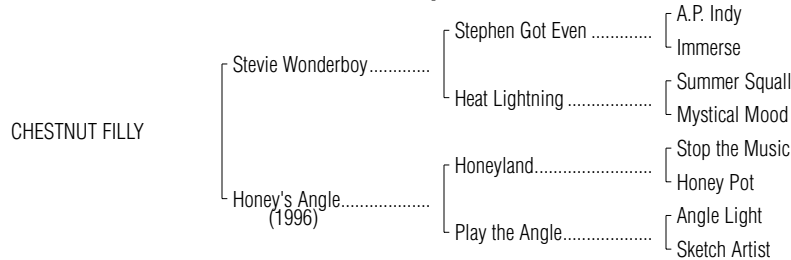 A.P. Indy
Stephen Got Even .............
Immerse
Stevie Wonderboy.............
Summer Squall
Heat Lightning ..................
Mystical Mood
CHESTNUT FILLY
Stop the Music
Honeyland.........................
Honey Pot
Honey's Angle...................
(1996)
Angle Light
Play the Angle...................
Sketch Artist